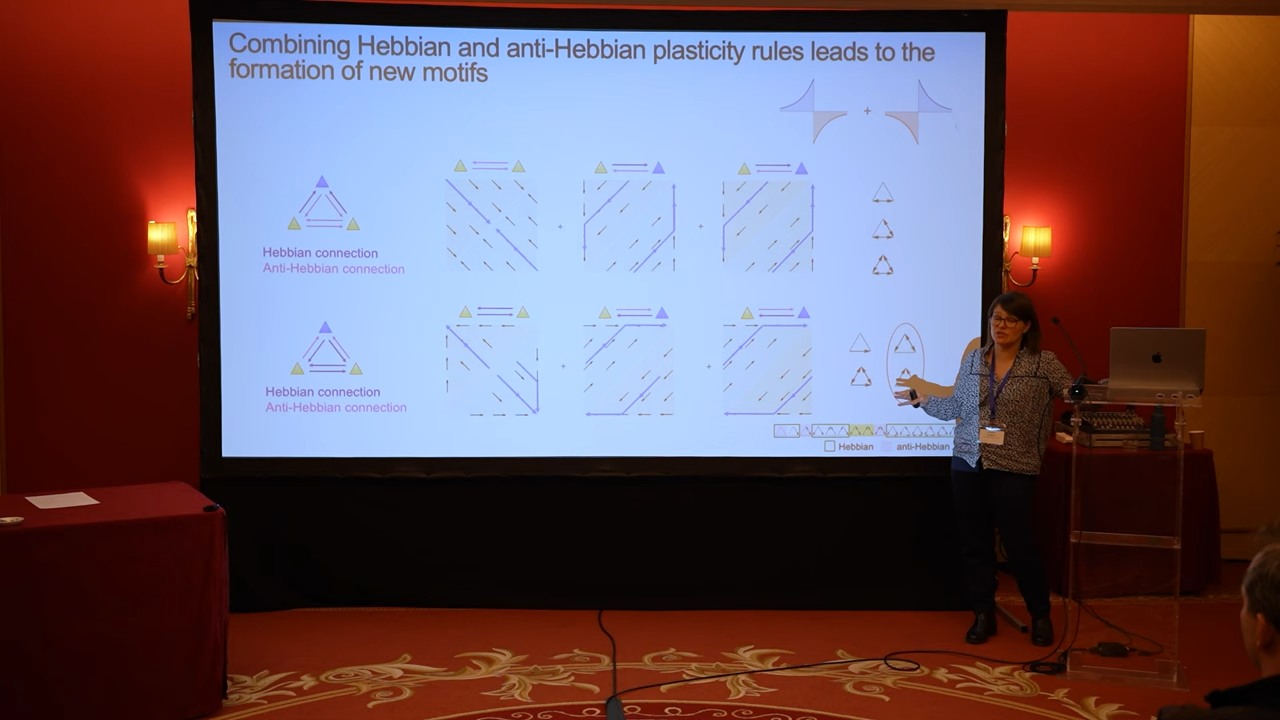 Combining Hebbian and anti-Hebbian plasticity rules leads to the
formation of new motifs
+
+
+
Hebbian connection
Anti-Hebbian connection
+
+
Hebbian connection
Anti-Hebbian connection
Hebbian
anti-Hebbian